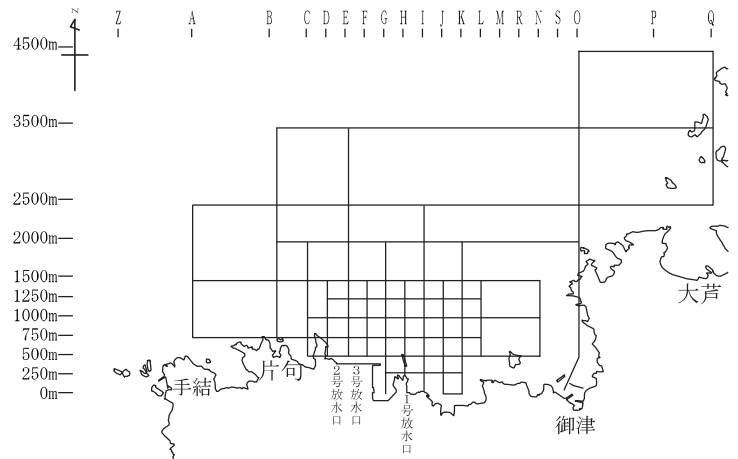 N
Z A B C D E F G H I J K L M R N S O P Q
4500m
3500m
2500m
2000m
1500m
1250m
1000m
750m
500m
250m
0m
手結
片句
2号放水口
3号放水口
1号放水口
御津
大芦